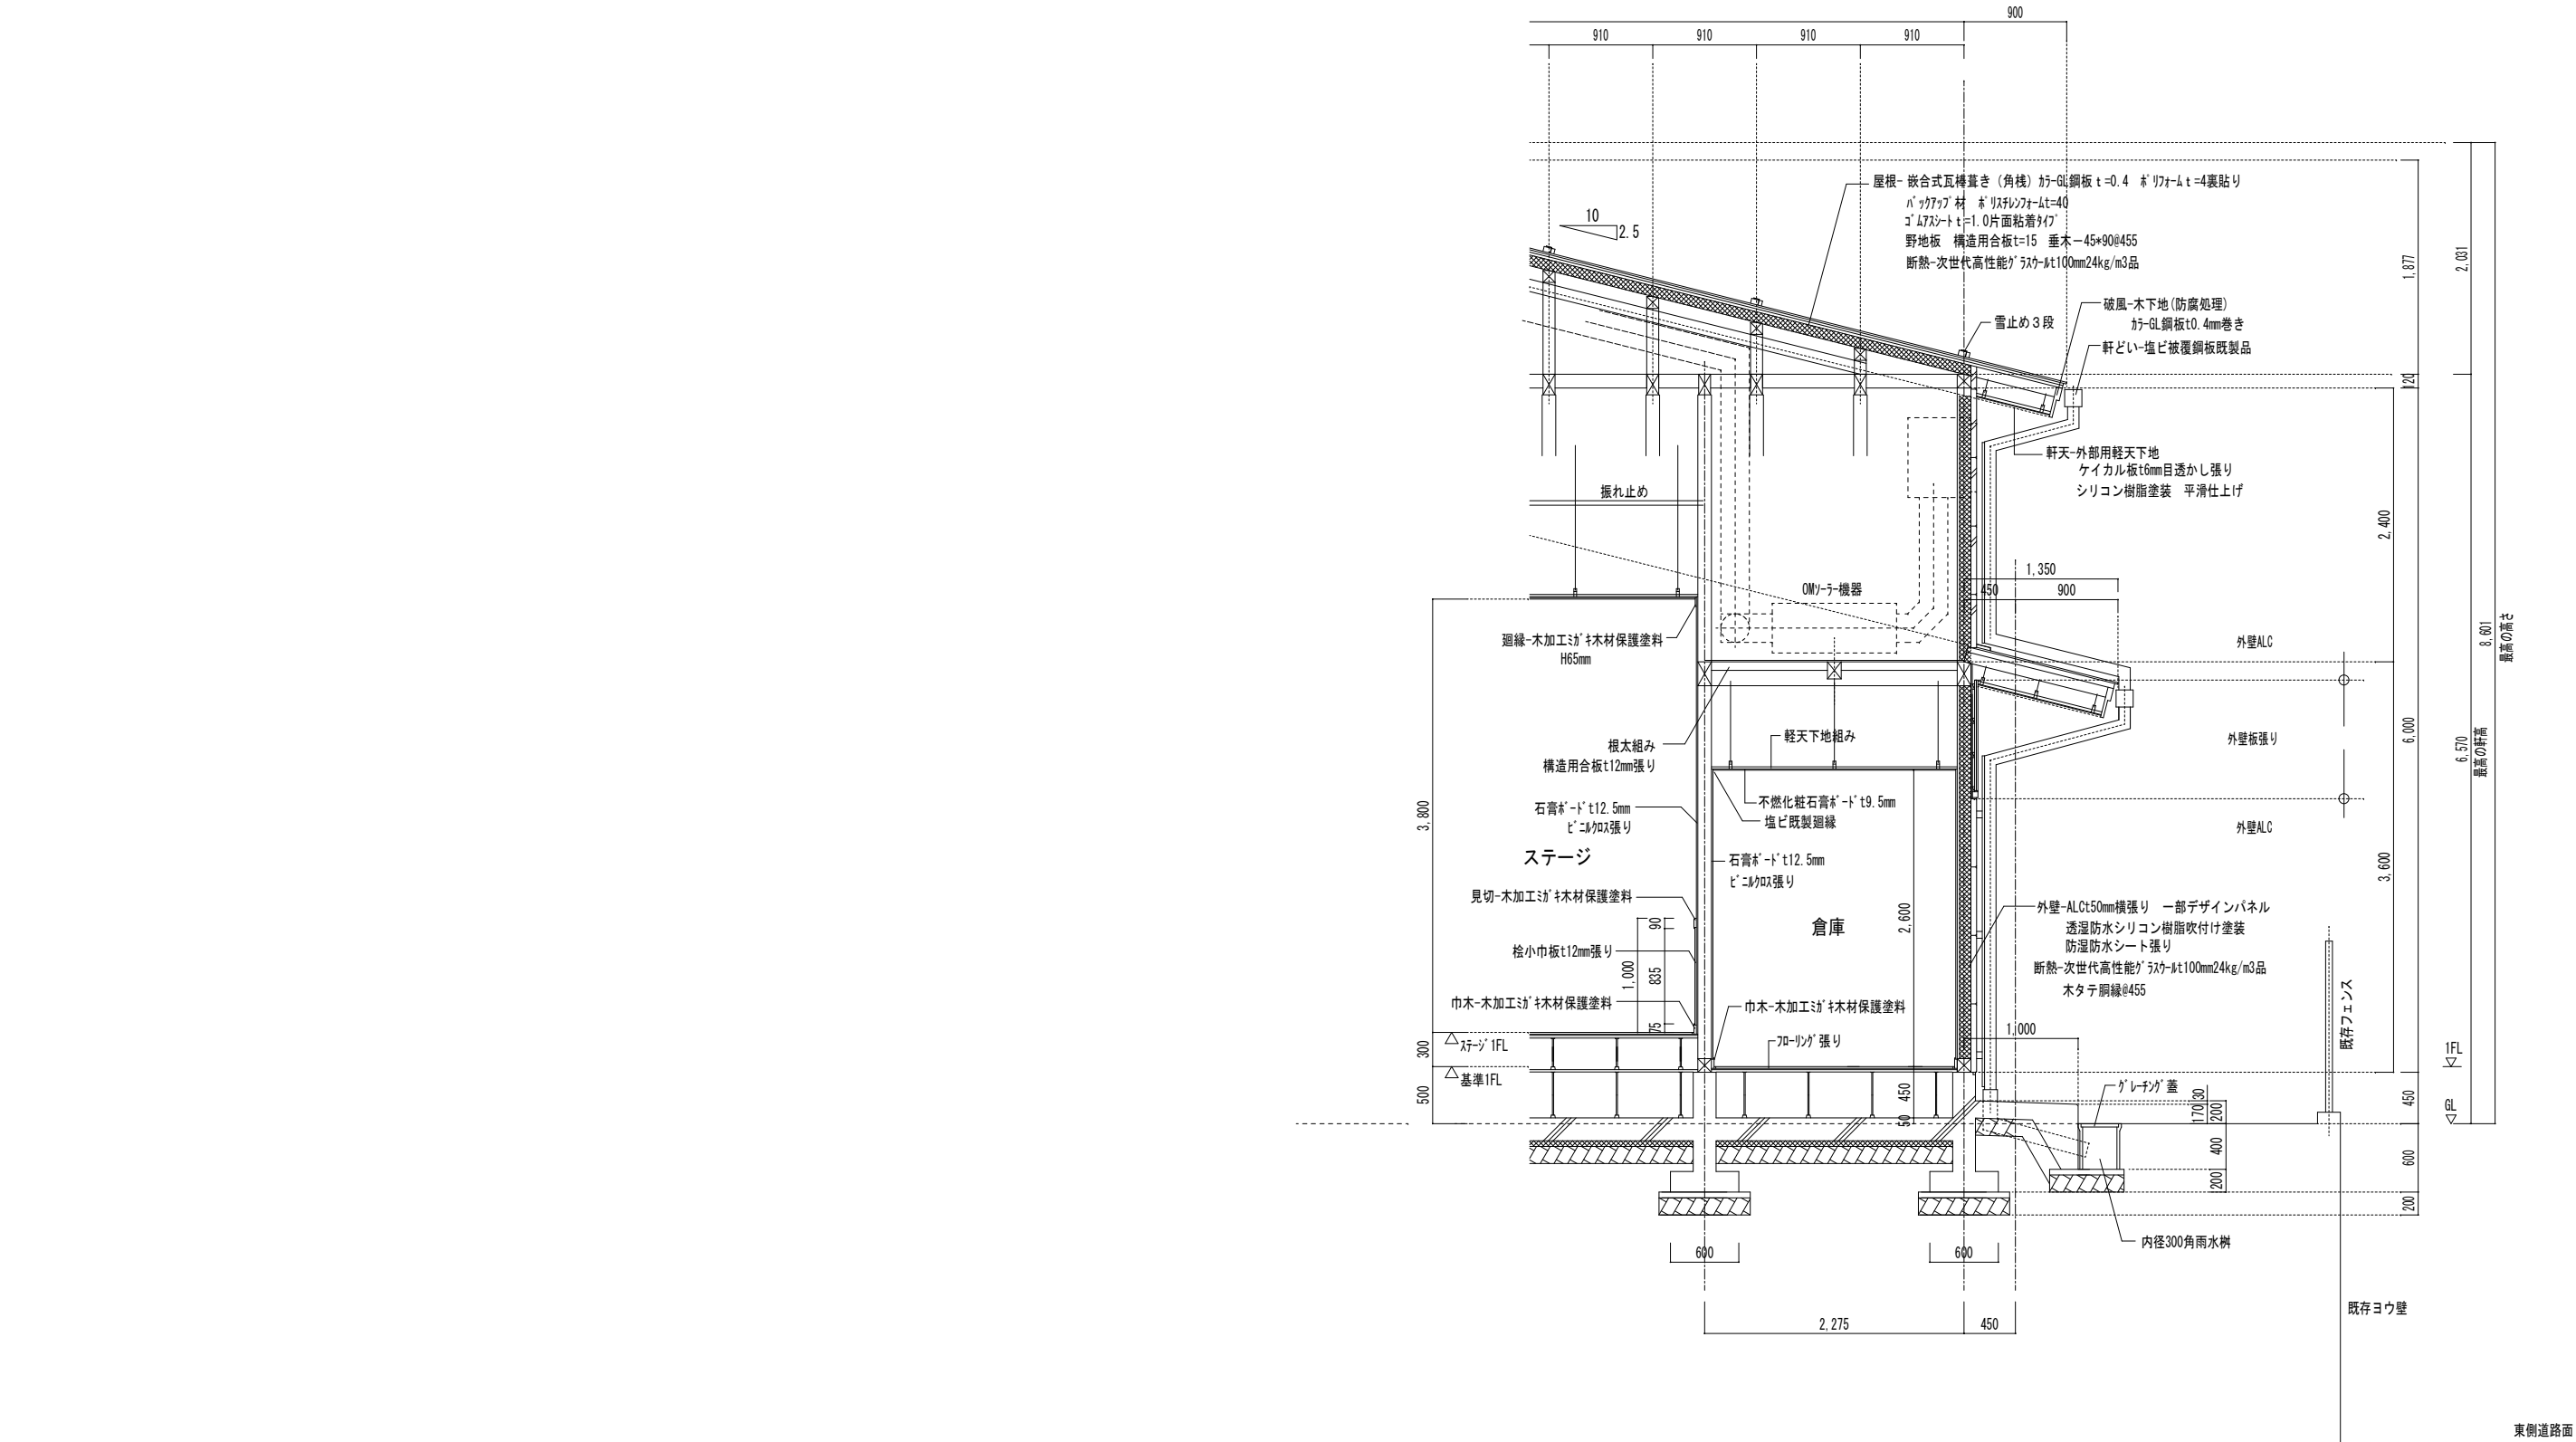 900
910
910
910
910
10
2.5
屋根- 嵌合式瓦棒葺き（角桟）ｶﾗｰGL鋼板ｔ=0.4 ﾎﾟﾘﾌｫｰﾑｔ=4裏貼り
ﾊﾞｯｸｱｯﾌﾟ材 ﾎﾟﾘｽﾁﾚﾝﾌｫｰﾑt=40
ｺﾞﾑｱｽｼｰﾄｔ=1.0片面粘着ﾀｲﾌﾟ
野地板 構造用合板t=15 垂木ー45*90@455
断熱-次世代高性能ｸﾞﾗｽｳｰﾙt100mm24kg/m3品
1,877
2,031
破風-木下地(防腐処理)
ｶﾗｰGL鋼板t0.4mm巻き
雪止め３段
軒どい-塩ビ被覆鋼板既製品
120
軒天-外部用軽天下地
ケイカル板t6mm目透かし張り
シリコン樹脂塗装 平滑仕上げ
振れ止め
2,400
1,350
450
900
OMｿｰﾗｰ機器
廻縁-木加工ﾐｶﾞｷ木材保護塗料
H65mm
外壁ALC
8,601
最高の高さ
根太組み
構造用合板t12mm張り
軽天下地組み
外壁板張り
6,000
6,570
最高の軒高
3,800
石膏ﾎﾞｰﾄﾞt12.5mm
ﾋﾞﾆﾙｸﾛｽ張り
不燃化粧石膏ﾎﾞｰﾄﾞt9.5mm
塩ビ既製廻縁
外壁ALC
ステージ
石膏ﾎﾞｰﾄﾞt12.5mm
ﾋﾞﾆﾙｸﾛｽ張り
3,600
見切-木加工ﾐｶﾞｷ木材保護塗料
90
倉庫
2,600
外壁-ALCt50mm横張り 一部デザインパネル
透湿防水シリコン樹脂吹付け塗装
防湿防水シート張り
断熱-次世代高性能ｸﾞﾗｽｳｰﾙt100mm24kg/m3品
木タテ胴縁@455
桧小巾板t12mm張り
1,000
835
巾木-木加工ﾐｶﾞｷ木材保護塗料
75
巾木-木加工ﾐｶﾞｷ木材保護塗料
既存フェンス
1,000
ﾌﾛｰﾘﾝｸﾞ張り
300
ｽﾃｰｼﾞ1FL
1FL
基準1FL
500
450
50
ｸﾞﾚｰﾁﾝｸﾞ蓋
30
170
200
450
GL
400
600
200
200
内径300角雨水桝
600
600
既存ヨウ壁
2,275
450
東側道路面